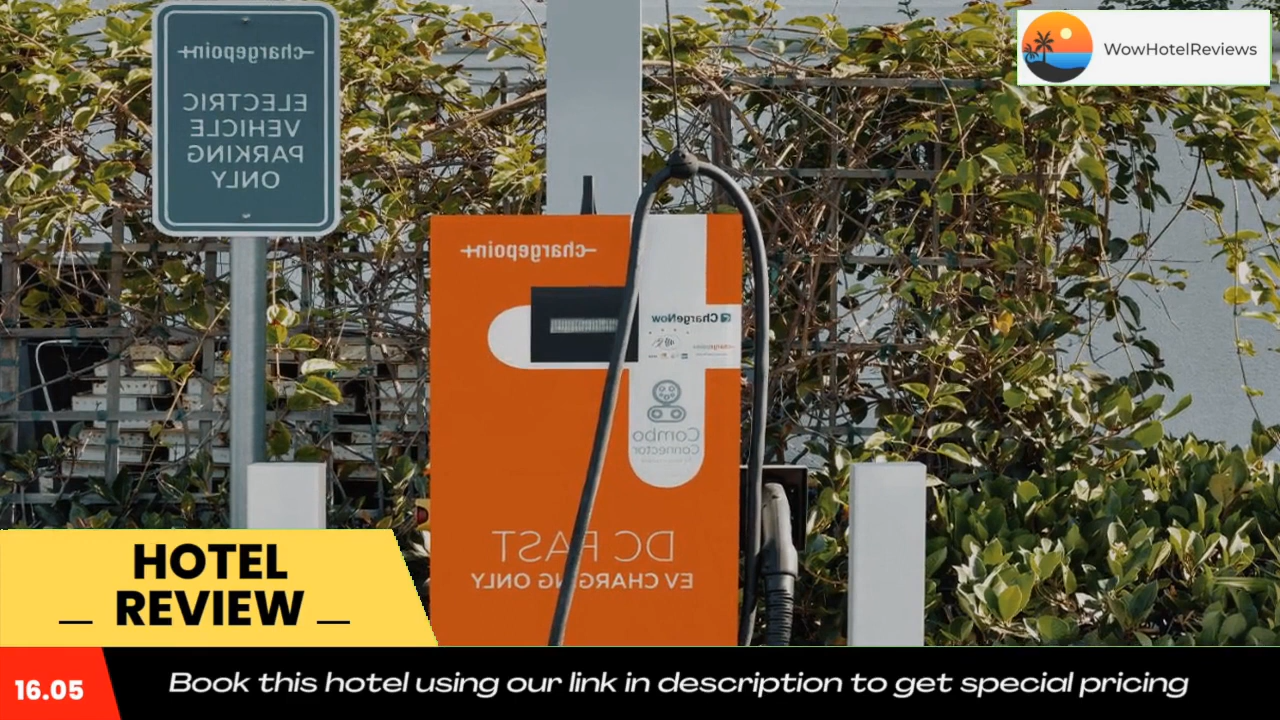 -chargepoin+-
ELECTRIC
VEHICLE
PARKING
ONLY
WowHotelReviews
-chargepoin+-
ChargeNow
Combo
Connector
DC FAST
EV CHARGING ONLY
HOTEL
REVIEW
16.05
Book this hotel using our link in description to get special pricing